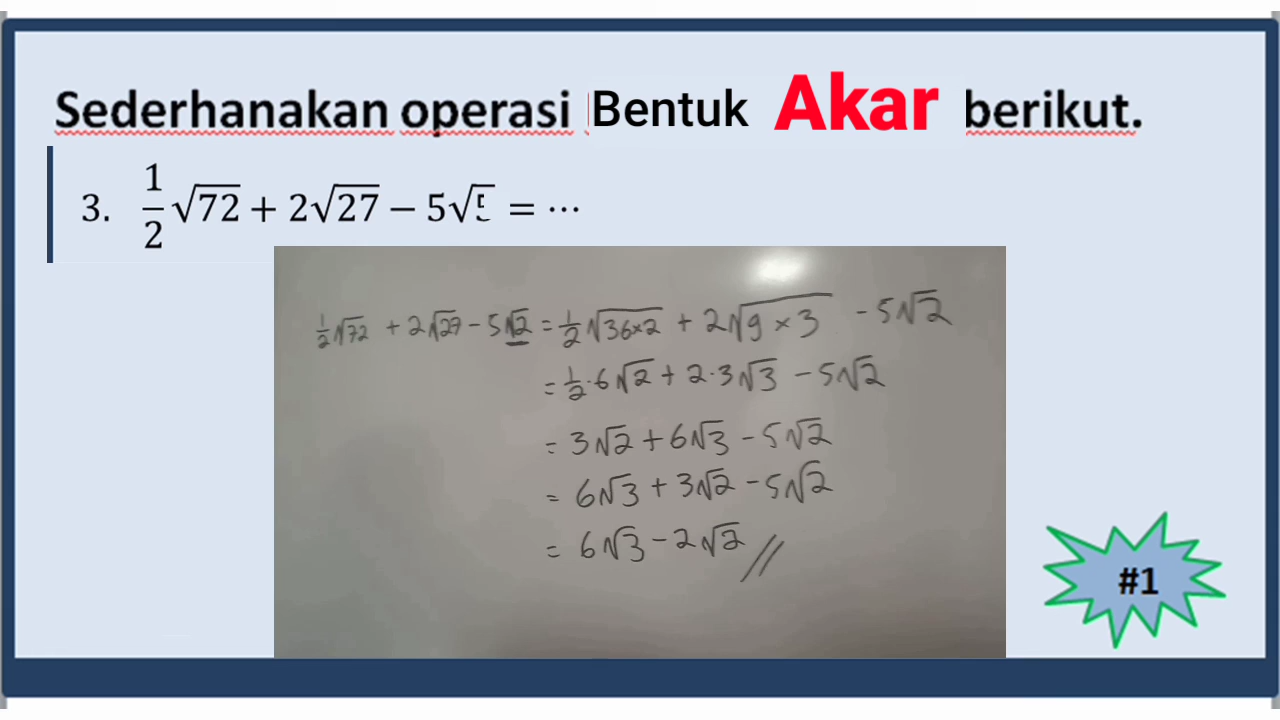 Sederhanakan operasi Bentuk Akar berikut.
3. 1/2 √72 + 2√27 − 5√5 = ⋯
1/2 √72 + 2√27 − 5√2 = 1/2 √36×2 + 2√9×3 − 5√2
= 1/2·6√2 + 2·3√3 − 5√2
= 3√2 + 6√3 − 5√2
= 6√3 + 3√2 − 5√2
= 6√3 − 2√2 //
#1